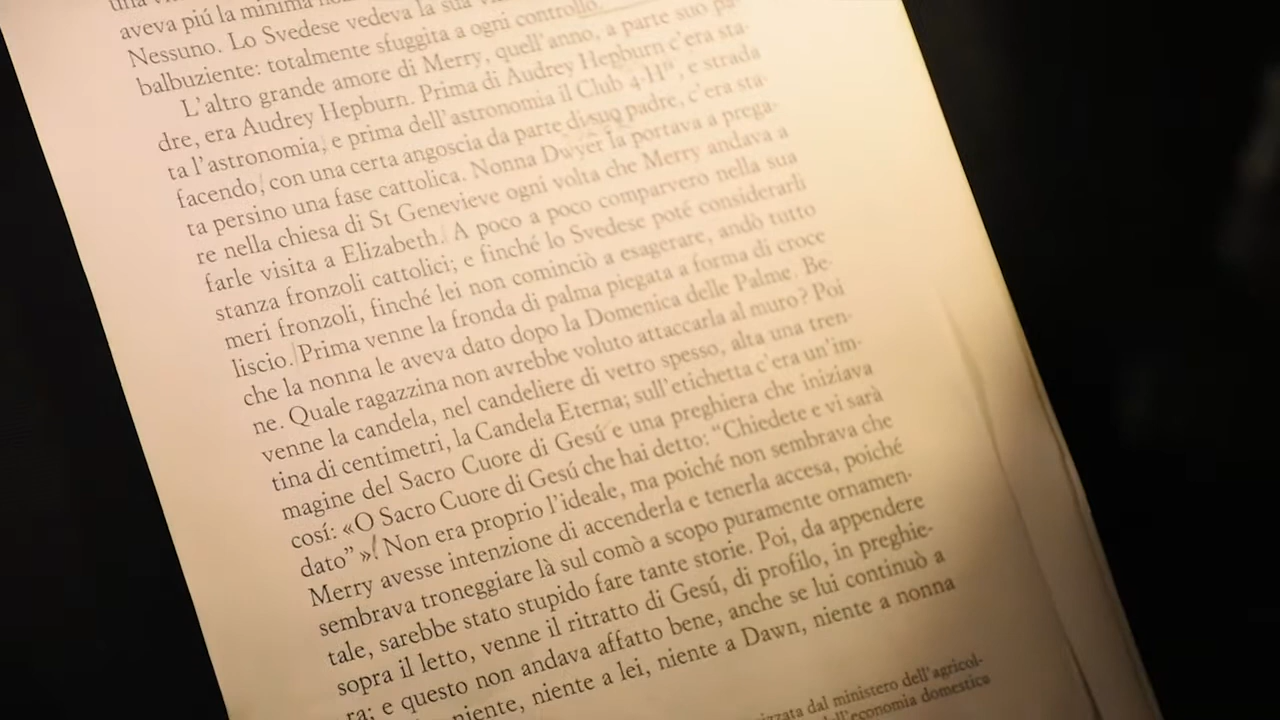 aveva piú la minima
Nessuno. Lo Svedese vedeva la sua
balbuziente: totalmente sfuggita a ogni controllo.
L'altro grande amore di Merry, quell'anno, a parte suo pa-
dre, era Audrey Hepburn. Prima di Audrey Hepburn c'era sta-
ta l'astronomia, e prima dell'astronomia il Club 4-H", e strada
facendo, con una certa angoscia da parte di suo padre, c'era sta-
ta persino una fase cattolica. Nonna Dwyer la portava a prega-
re nella chiesa di St Genevieve ogni volta che Merry andava a
farle visita a Elizabeth. A poco a poco comparvero nella sua
stanza fronzoli cattolici; e finché lo Svedese poté considerarli
meri fronzoli, finché lei non cominciò a esagerare, andò tutto
liscio. Prima venne la fronda di palma piegata a forma di croce
che la nonna le aveva dato dopo la Domenica delle Palme. Be-
ne. Quale ragazzina non avrebbe voluto attaccarla al muro? Poi
venne la candela, nel candeliere di vetro spesso, alta una tren-
tina di centimetri, la Candela Eterna; sull'etichetta c'era un'im-
magine del Sacro Cuore di Gesú e una preghiera che iniziava
cosí: «O Sacro Cuore di Gesú che hai detto: “Chiedete e vi sarà
dato” ». Non era proprio l'ideale, ma poiché non sembrava che
Merry avesse intenzione di accenderla e tenerla accesa, poiché
sembrava troneggiare là sul comò a scopo puramente ornamen-
tale, sarebbe stato stupido fare tante storie. Poi, da appendere
sopra il letto, venne il ritratto di Gesú, di profilo, in preghie-
ra; e questo non andava affatto bene, anche se lui continuò a
niente, niente a lei, niente a Dawn, niente a nonna
dal ministero dell'agricol-
dell'economia domestica